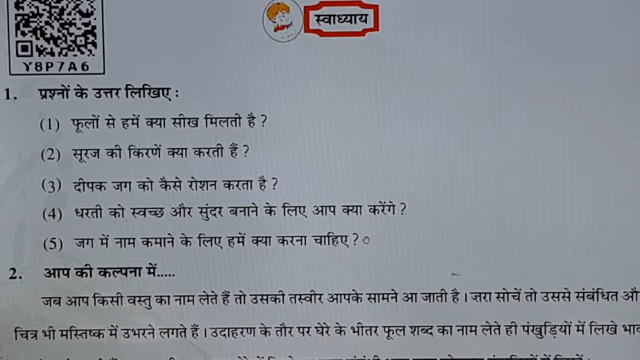 Y8P7A6
स्वाध्याय
1. प्रश्नों के उत्तर लिखिए :
(1) फूलों से हमें क्या सीख मिलती है ?
(2) सूरज की किरणें क्या करती हैं ?
(3) दीपक जग को कैसे रोशन करता है ?
(4) धरती को स्वच्छ और सुंदर बनाने के लिए आप क्या करेंगे ?
(5) जग में नाम कमाने के लिए हमें क्या करना चाहिए ?
2. आप की कल्पना में.....
जब आप किसी वस्तु का नाम लेते हैं तो उसकी तस्वीर आपके सामने आ जाती है । ज़रा सोचें तो उससे संबंधित औ
चित्र भी मस्तिष्क में उभरने लगते हैं । उदाहरण के तौर पर घेरे के भीतर फूल शब्द का नाम लेते ही पंखुड़ियों में लिखे भाव